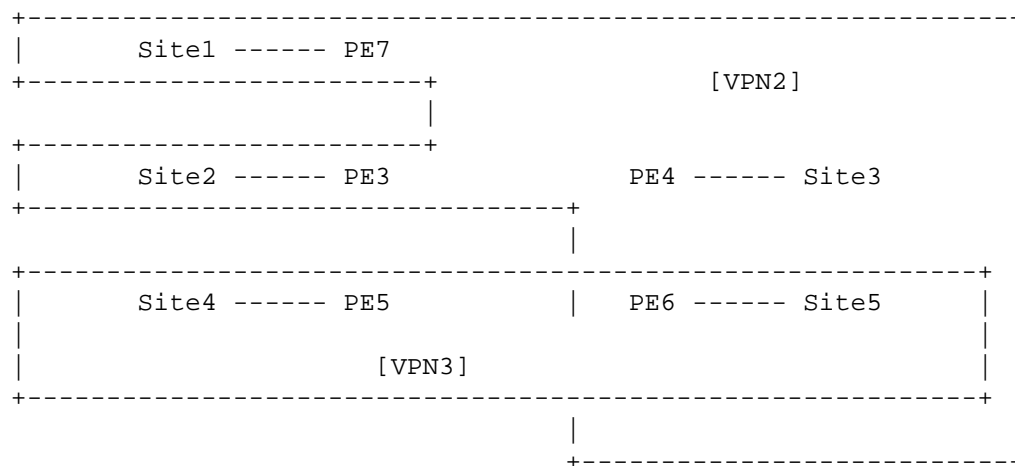 +---------------------------------------------------------------
| Site1 ------ PE7
+-------------------------+ [VPN2]
|
+-------------------------+
| Site2 ------ PE3 PE4 ------ Site3
+----------------------------------+
|
+------------------------------------------------------------+
| Site4 ------ PE5 | PE6 ------ Site5 |
| |
| [VPN3] |
+------------------------------------------------------------+
|
+----------------------------